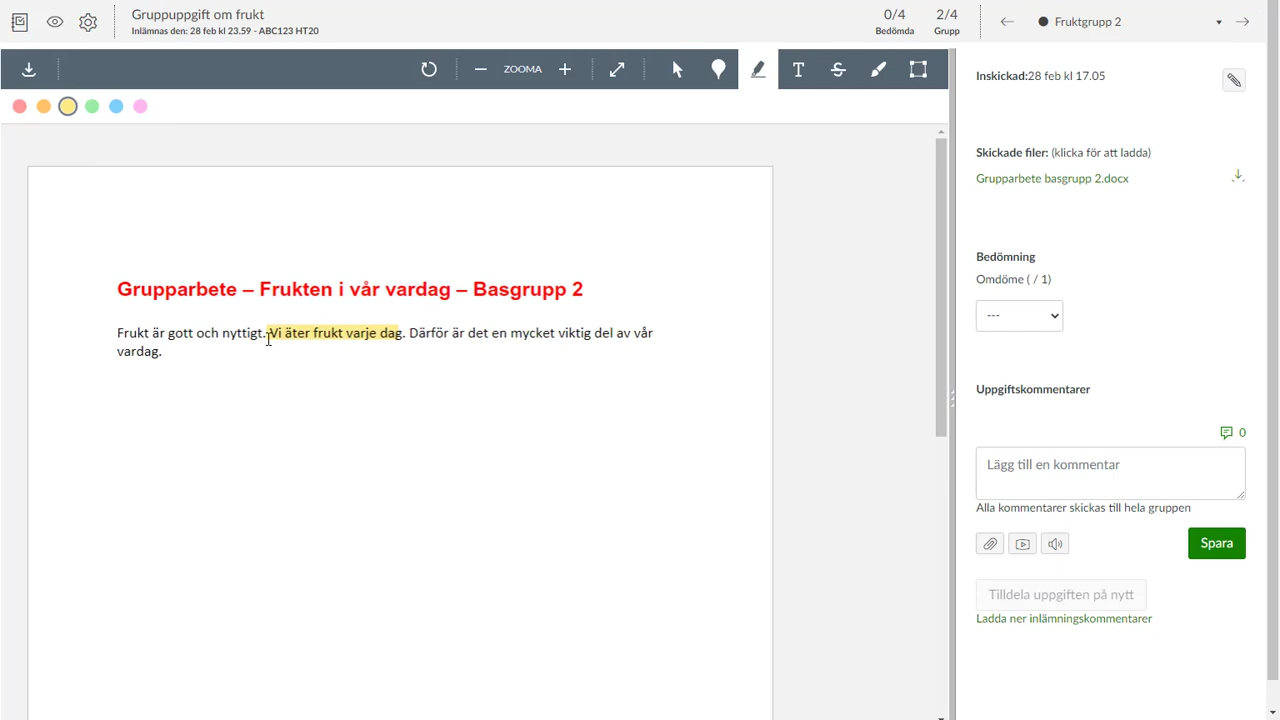 Gruppuppgift om frukt
Inlämnas den: 28 feb kl 23.59 - ABC123 HT20
0/4
Bedömda
2/4
Grupp
Fruktgrupp 2
ZOOMA
T
S
Grupparbete – Frukten i vår vardag – Basgrupp 2
Frukt är gott och nyttigt. Vi äter frukt varje dag. Därför är det en mycket viktig del av vår
vardag.
Inskickad:28 feb kl 17.05
Skickade filer: (klicka för att ladda)
Grupparbete basgrupp 2.docx
Bedömning
Omdöme ( / 1)
---
Uppgiftskommentarer
0
Lägg till en kommentar
Alla kommentarer skickas till hela gruppen
Spara
Tilldela uppgiften på nytt
Ladda ner inlämningskommentarer